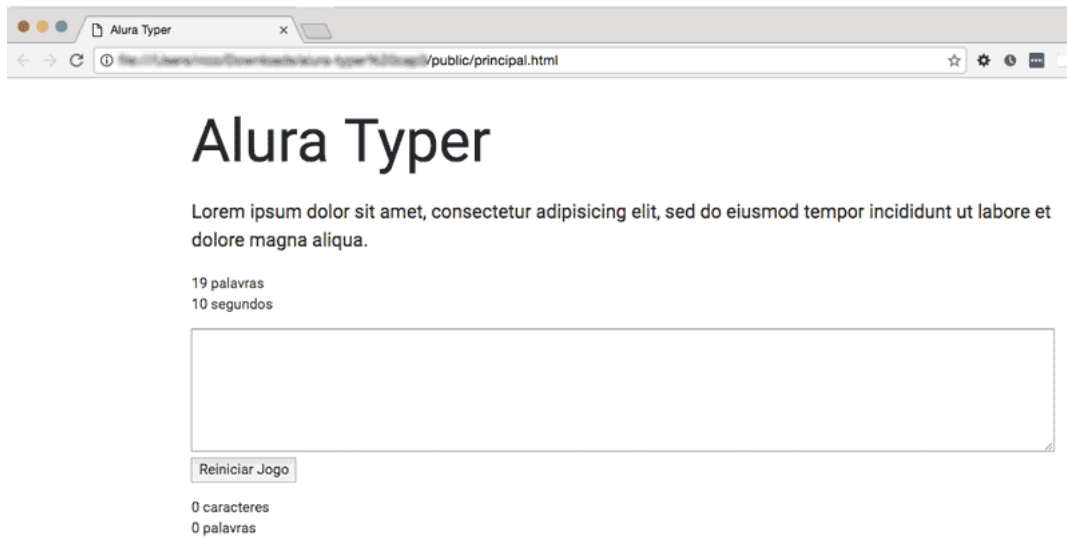 Alura Typer
/public/principal.html
Alura Typer
Lorem ipsum dolor sit amet, consectetur adipisicing elit, sed do eiusmod tempor incididunt ut labore et
dolore magna aliqua.
19 palavras
10 segundos
Reiniciar Jogo
0 caracteres
0 palavras